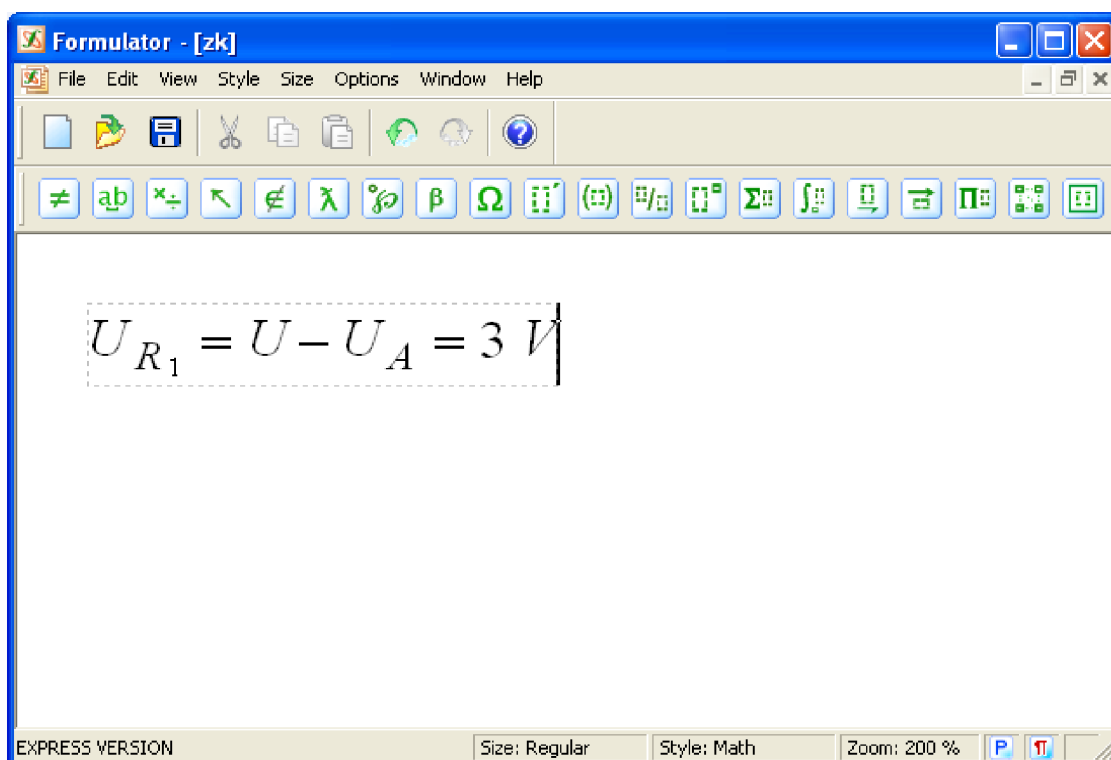 Formulator - [zk]
File Edit View Style Size Options Window Help
≠ ab ×÷ ↖ ∉ λ %℘ β Ω [] ́ (::) ::/:: []▫ Σ:: ∫:: Π::
U_{R_1} = U - U_A = 3 V
EXPRESS VERSION Size: Regular Style: Math Zoom: 200 % P ¶